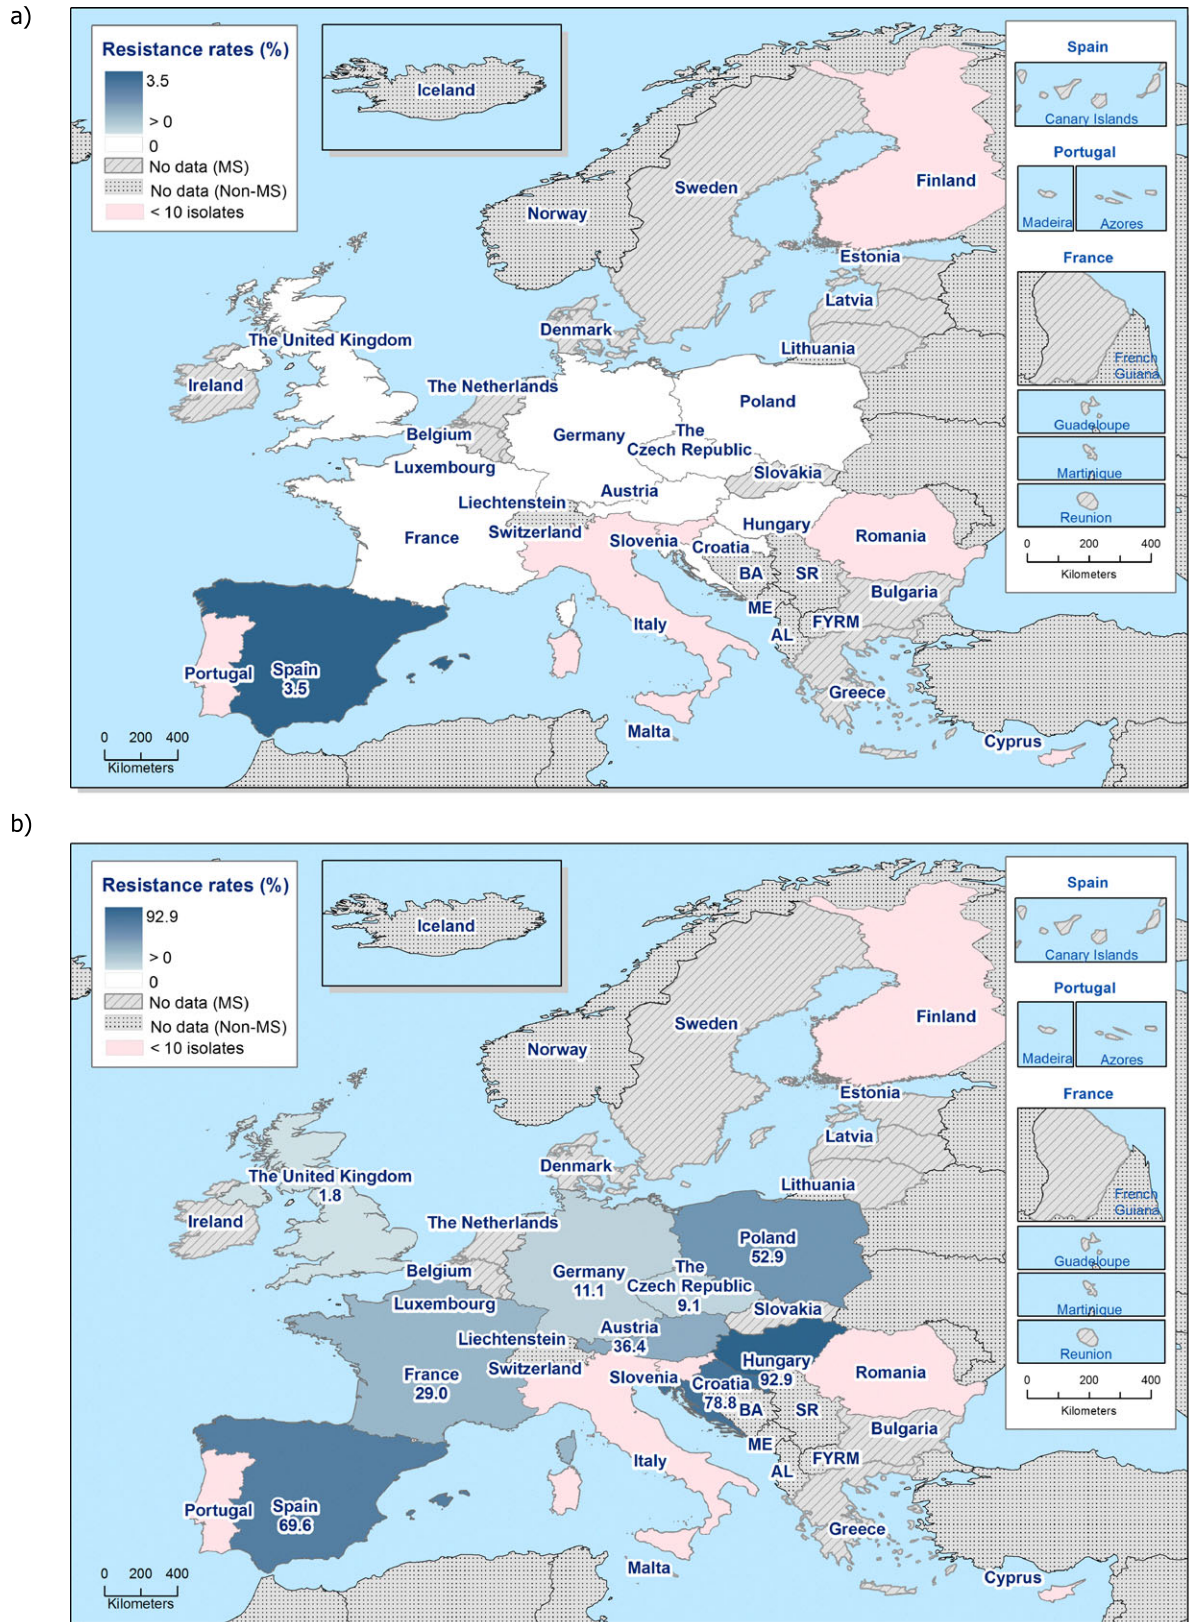 a)
Resistance rates (%)
3.5
> 0
0
No data (MS)
No data (Non-MS)
< 10 isolates
Iceland
Norway
Sweden
Finland
Estonia
Latvia
Lithuania
Denmark
The United Kingdom
Ireland
The Netherlands
Belgium
Luxembourg
Germany
Poland
The
Czech Republic
Slovakia
Liechtenstein
Austria
Switzerland
France
Hungary
Slovenia
Croatia
Romania
BA
SR
Bulgaria
ME
FYRM
AL
Italy
Portugal
Spain
3.5
Greece
Malta
Cyprus
0 200 400
Kilometers
Spain
Canary Islands
Portugal
Madeira
Azores
France
French
Guiana
Guadeloupe
Martinique
Reunion
0 200 400
Kilometers
b)
Resistance rates (%)
92.9
> 0
0
No data (MS)
No data (Non-MS)
< 10 isolates
Iceland
Norway
Sweden
Finland
Estonia
Latvia
Lithuania
Denmark
The United Kingdom
1.8
Ireland
The Netherlands
Belgium
Luxembourg
Germany
11.1
Poland
52.9
The
Czech Republic
9.1
Slovakia
Liechtenstein
Austria
36.4
Switzerland
France
29.0
Hungary
92.9
Slovenia
Croatia
78.8
Romania
BA
SR
Bulgaria
ME
FYRM
AL
Italy
Portugal
Spain
69.6
Greece
Malta
Cyprus
0 200 400
Kilometers
Spain
Canary Islands
Portugal
Madeira
Azores
France
French
Guiana
Guadeloupe
Martinique
Reunion
0 200 400
Kilometers